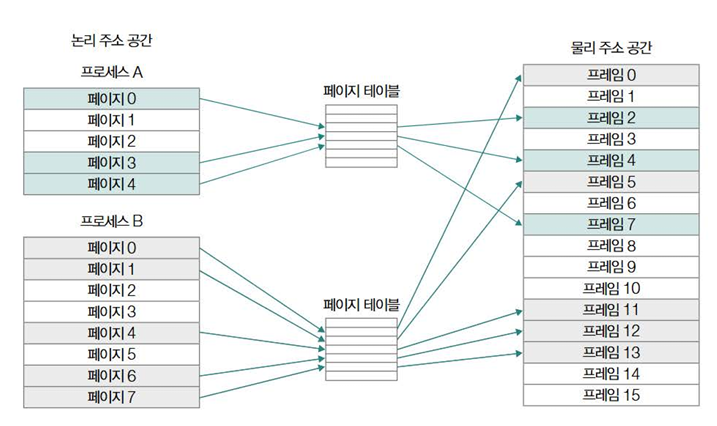 논리 주소 공간
프로세스 A
페이지 0
페이지 1
페이지 2
페이지 3
페이지 4
프로세스 B
페이지 0
페이지 1
페이지 2
페이지 3
페이지 4
페이지 5
페이지 6
페이지 7
페이지 테이블
페이지 테이블
물리 주소 공간
프레임 0
프레임 1
프레임 2
프레임 3
프레임 4
프레임 5
프레임 6
프레임 7
프레임 8
프레임 9
프레임 10
프레임 11
프레임 12
프레임 13
프레임 14
프레임 15